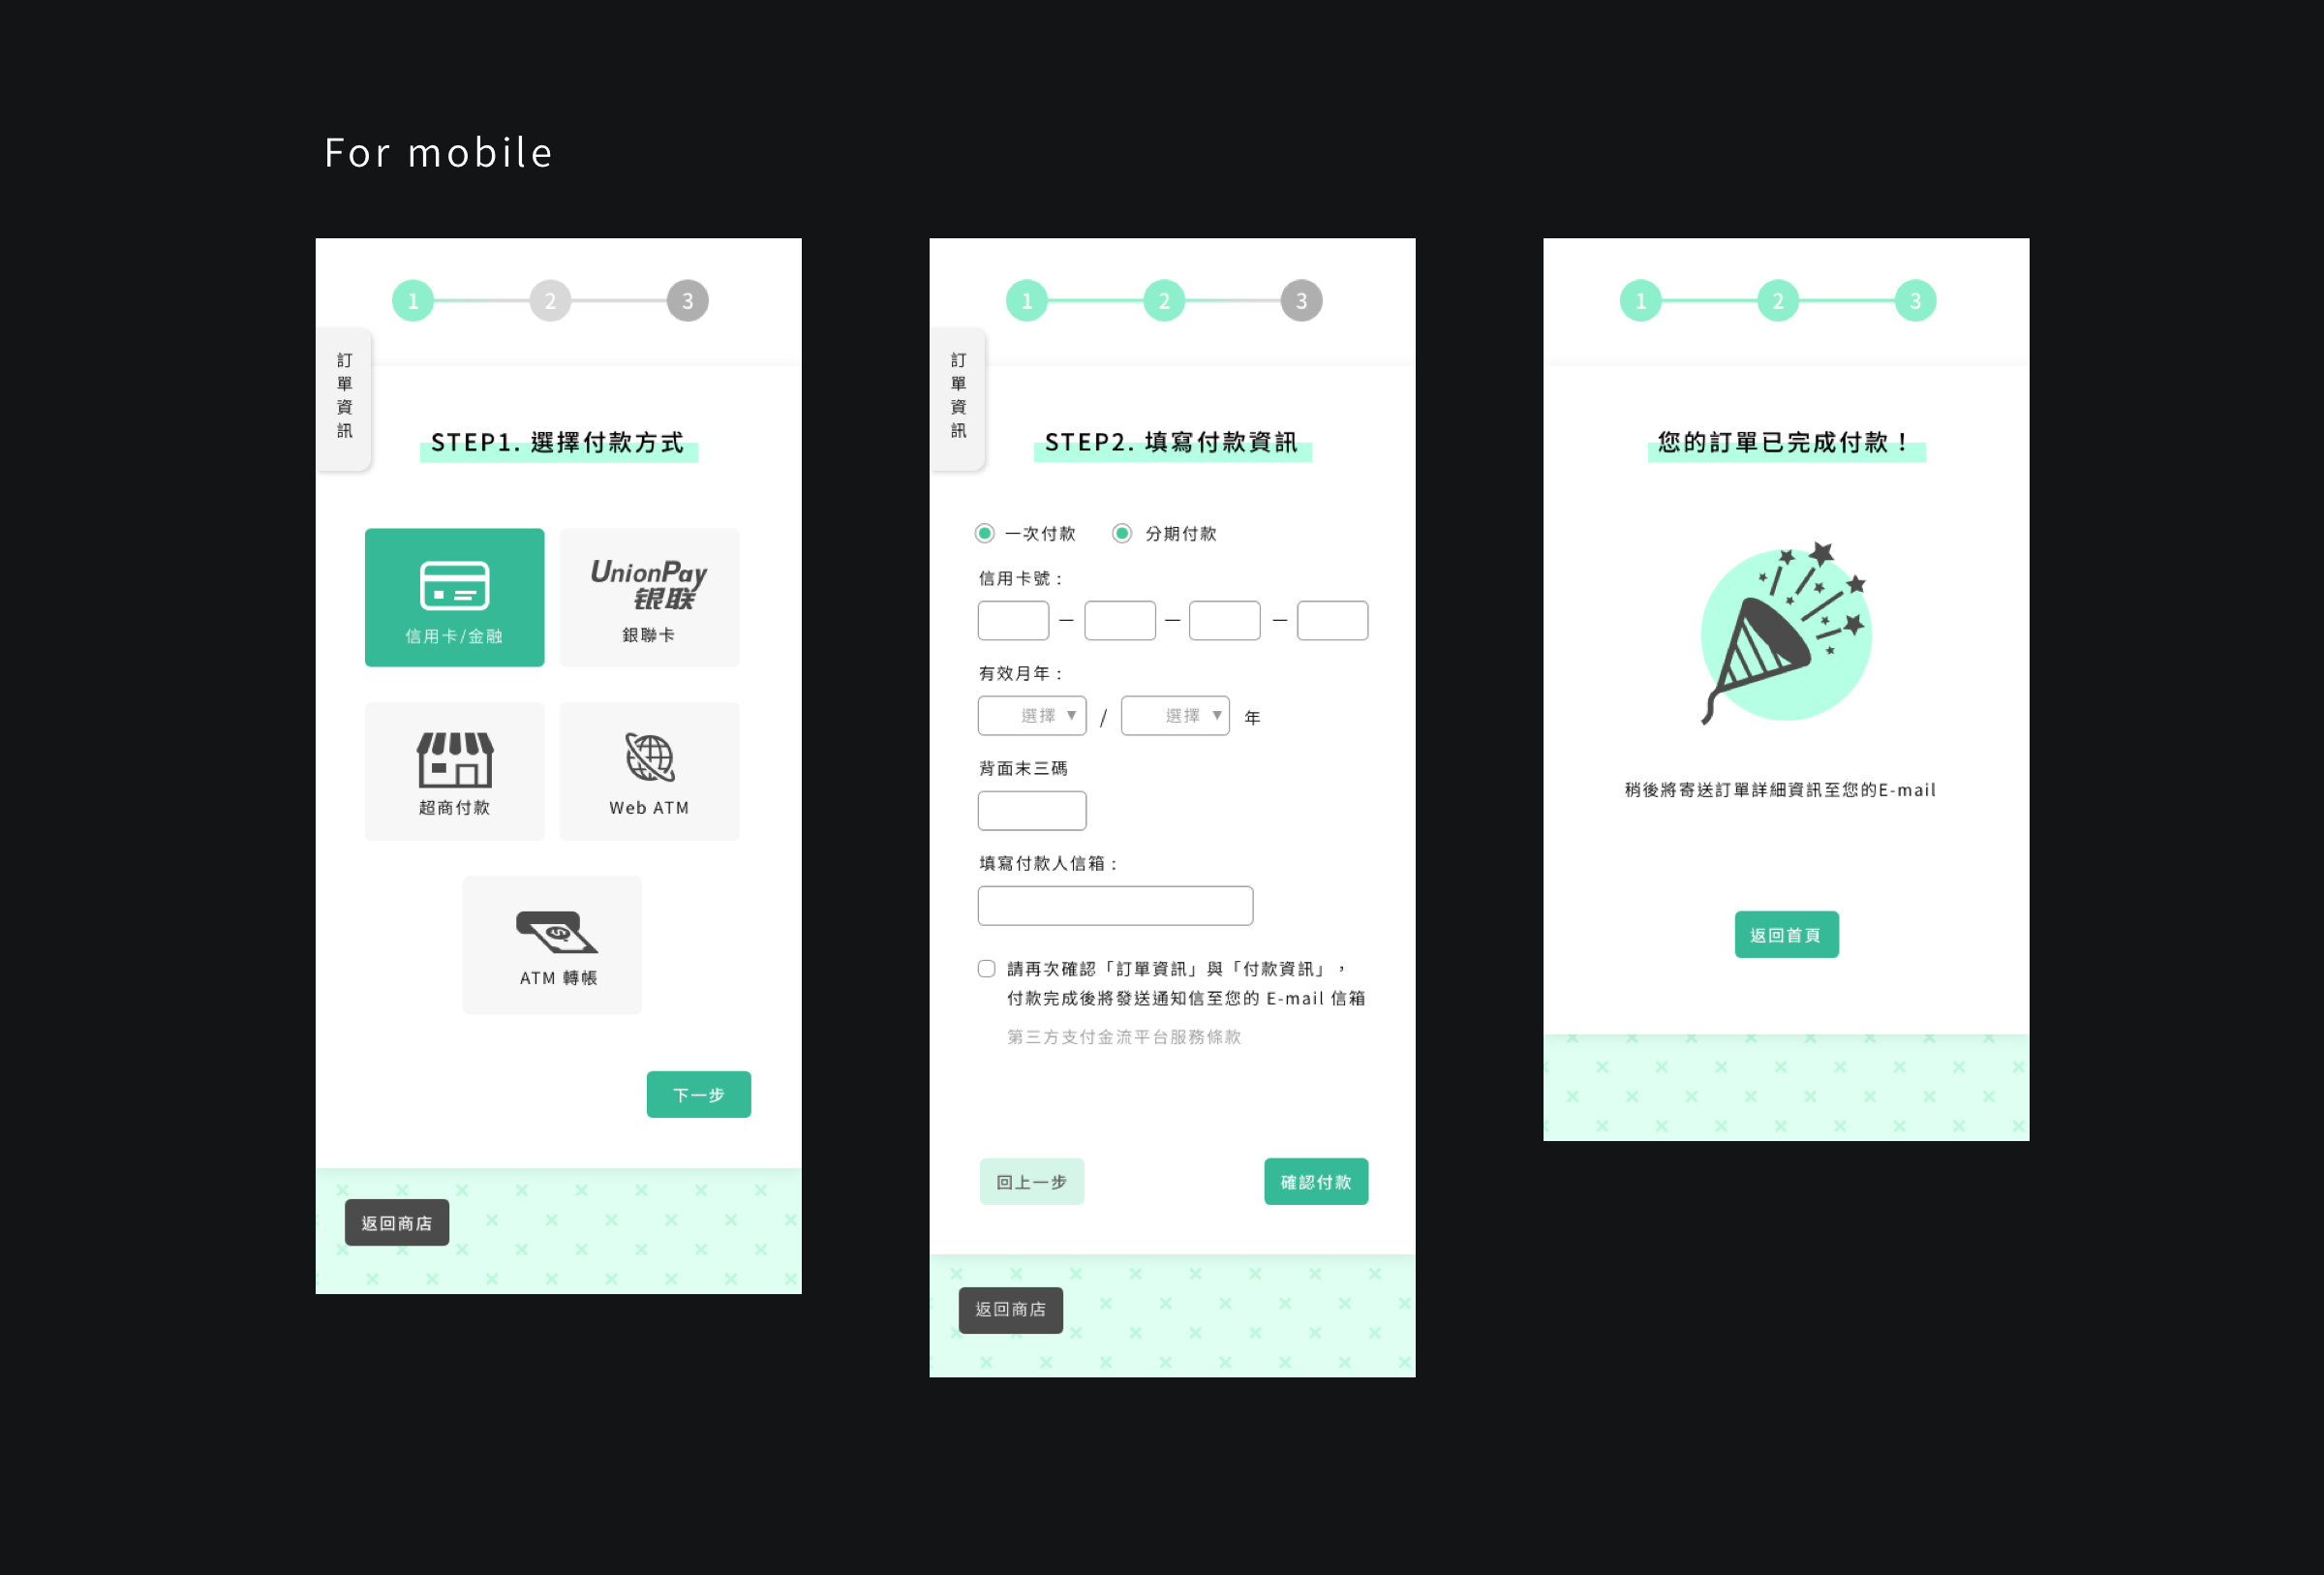 For mobile
1 2 3
訂單資訊
STEP1. 選擇付款方式
信用卡/金融
UnionPay
银联
銀聯卡
超商付款
Web ATM
ATM 轉帳
下一步
返回商店
1 2 3
訂單資訊
STEP2. 填寫付款資訊
一次付款 分期付款
信用卡號：
— — —
有效月年：
選擇 ▼ / 選擇 ▼ 年
背面末三碼
填寫付款人信箱：
請再次確認「訂單資訊」與「付款資訊」，
付款完成後將發送通知信至您的 E-mail 信箱
第三方支付金流平台服務條款
回上一步 確認付款
返回商店
1 2 3
您的訂單已完成付款！
稍後將寄送訂單詳細資訊至您的E-mail
返回首頁